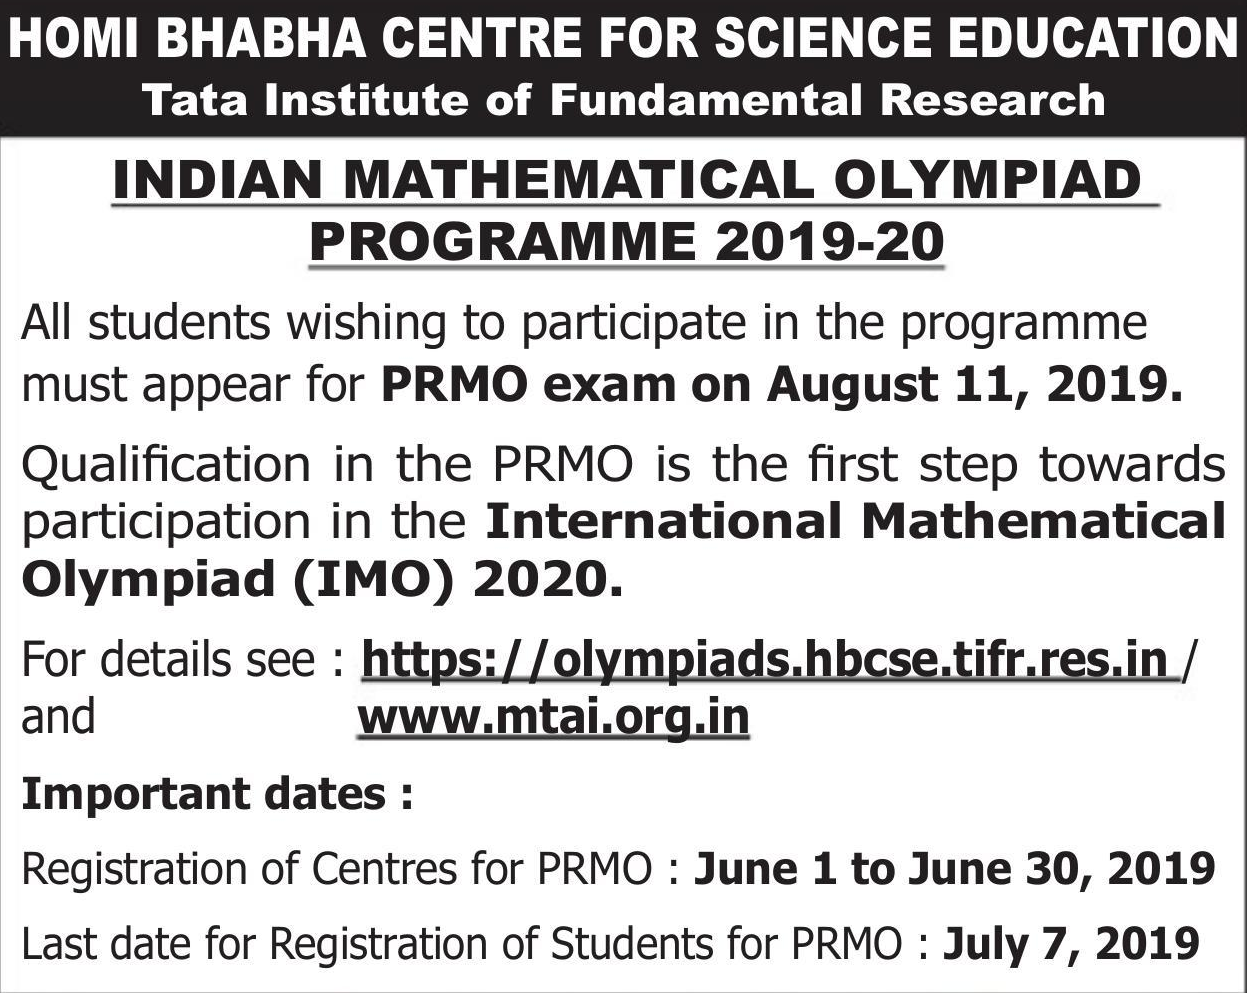 HOMI BHABHA CENTRE FOR SCIENCE EDUCATION
Tata Institute of Fundamental Research
INDIAN MATHEMATICAL OLYMPIAD
PROGRAMME 2019-20
All students wishing to participate in the programme
must appear for PRMO exam on August 11, 2019.
Qualification in the PRMO is the first step towards
participation in the International Mathematical
Olympiad (IMO) 2020.
For details see : https://olympiads.hbcse.tifr.res.in /
and www.mtai.org.in
Important dates :
Registration of Centres for PRMO : June 1 to June 30, 2019
Last date for Registration of Students for PRMO : July 7, 2019